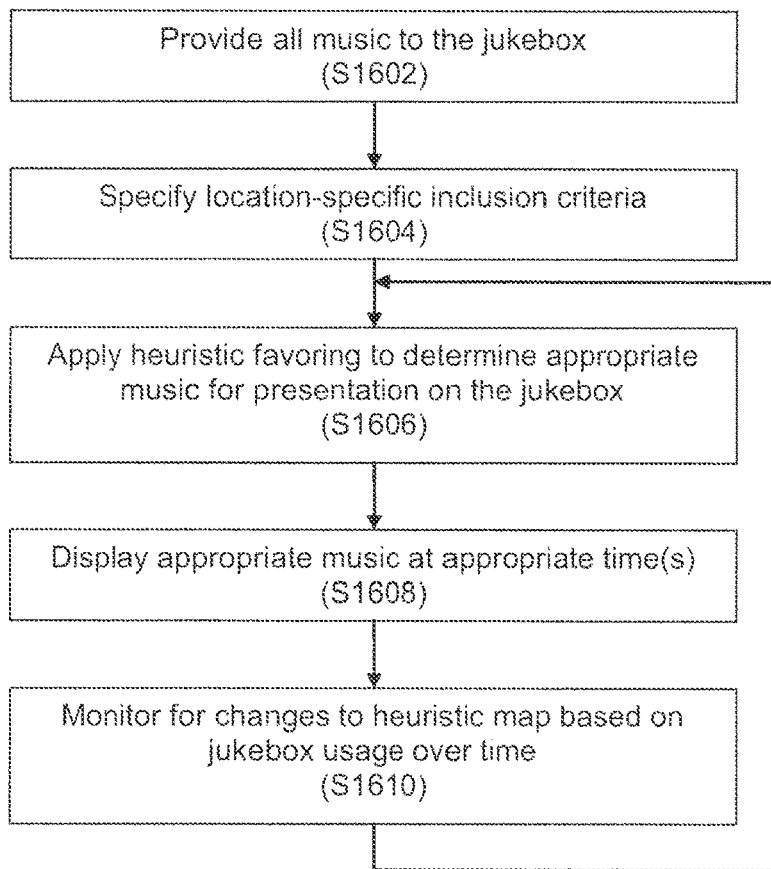 Provide all music to the jukebox
(S1602)
Specify location-specific inclusion criteria
(S1604)
Apply heuristic favoring to determine appropriate
music for presentation on the jukebox
(S1606)
Display appropriate music at appropriate time(s)
(S1608)
Monitor for changes to heuristic map based on
jukebox usage over time
(S1610)